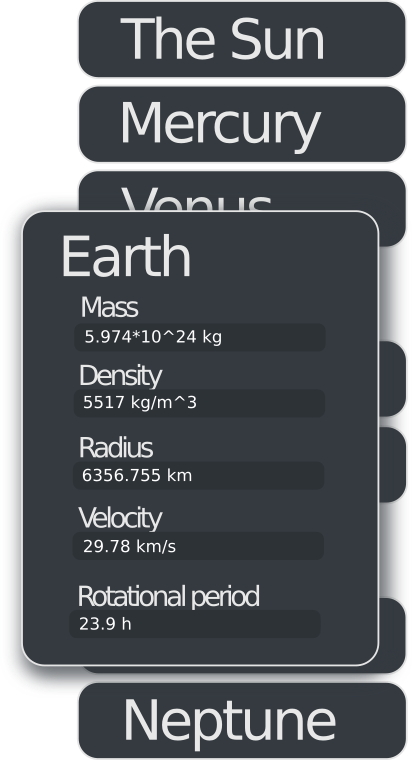 The Sun
Mercury
Venus
Earth
Mass
5.974*10^24 kg
Density
5517 kg/m^3
Radius
6356.755 km
Velocity
29.78 km/s
Rotational period
23.9 h
Neptune